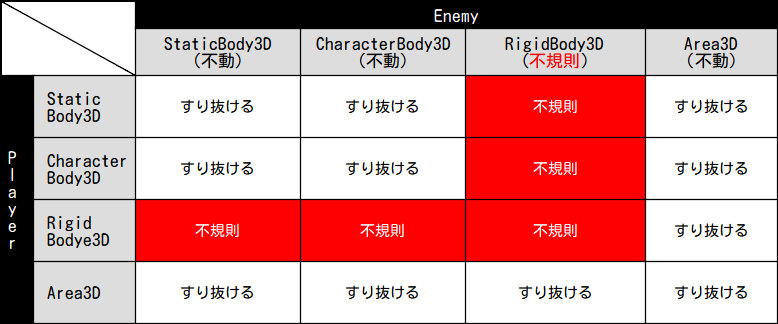 Enemy
StaticBody3D CharacterBody3D RigidBody3D Area3D
(不動) (不動) (不規則) (不動)
Player
Static
Body3D すり抜ける すり抜ける 不規則 すり抜ける
Character
Body3D すり抜ける すり抜ける 不規則 すり抜ける
Rigid
Bodye3D 不規則 不規則 不規則 すり抜ける
Area3D すり抜ける すり抜ける すり抜ける すり抜ける